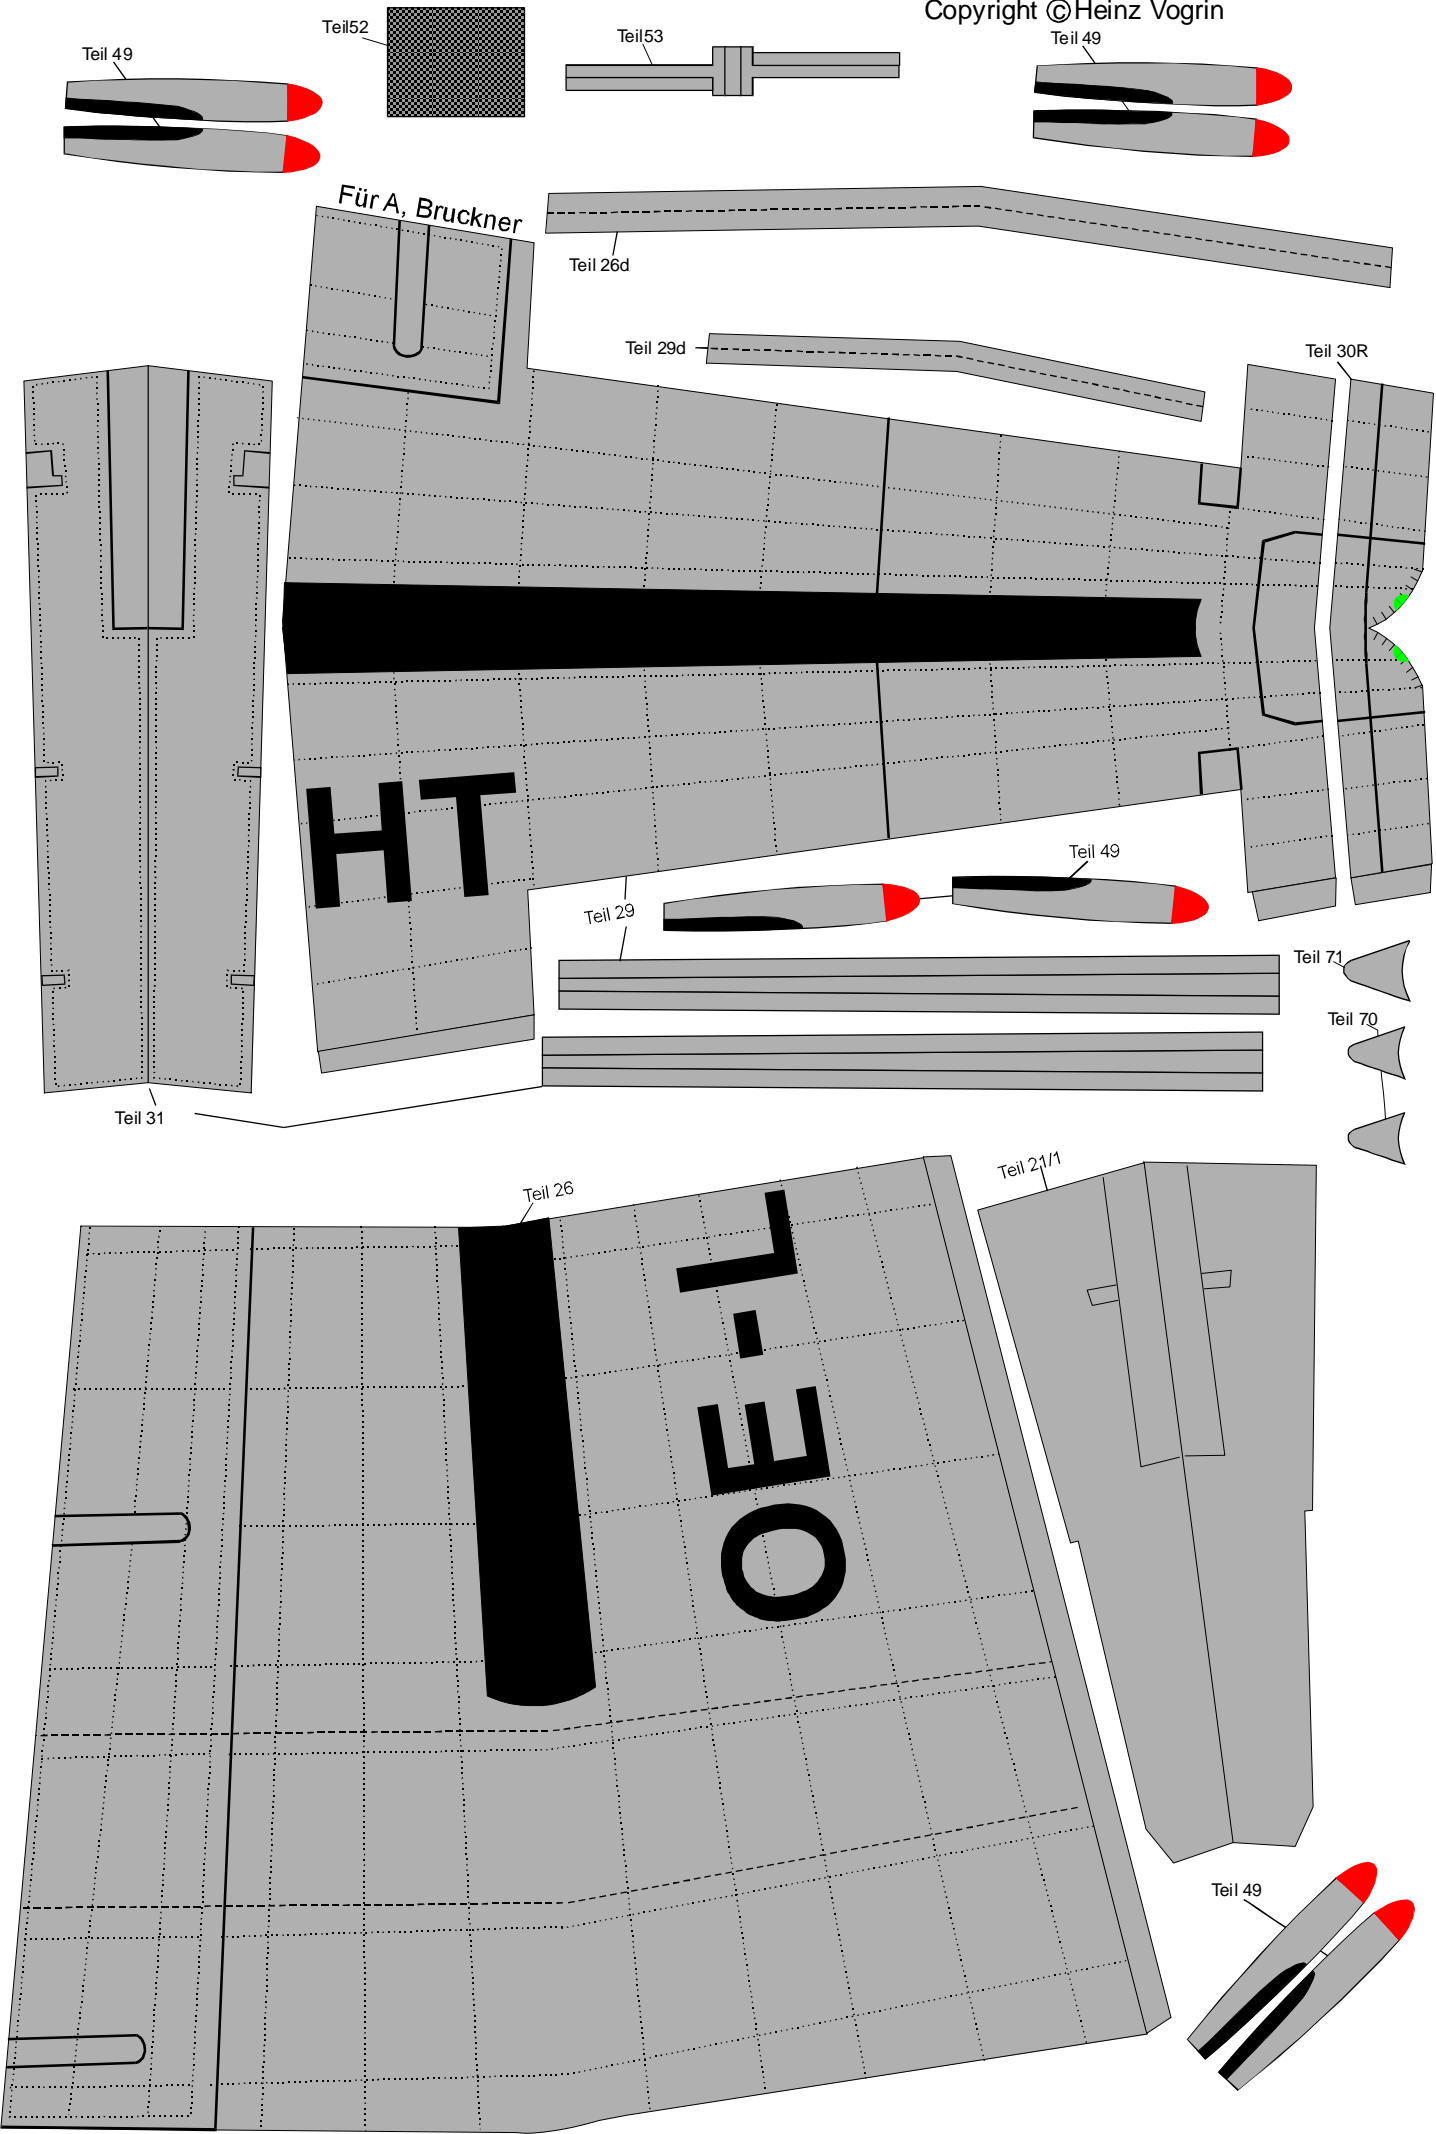 Copyright ©Heinz Vogrin
Teil 49
Teil52
Teil53
Teil 49
Für A, Bruckner
Teil 26d
Teil 29d
Teil 30R
HT
Teil 49
Teil 29
Teil 71
Teil 70
Teil 31
Teil 26
Teil 21/1
OE-L
Teil 49